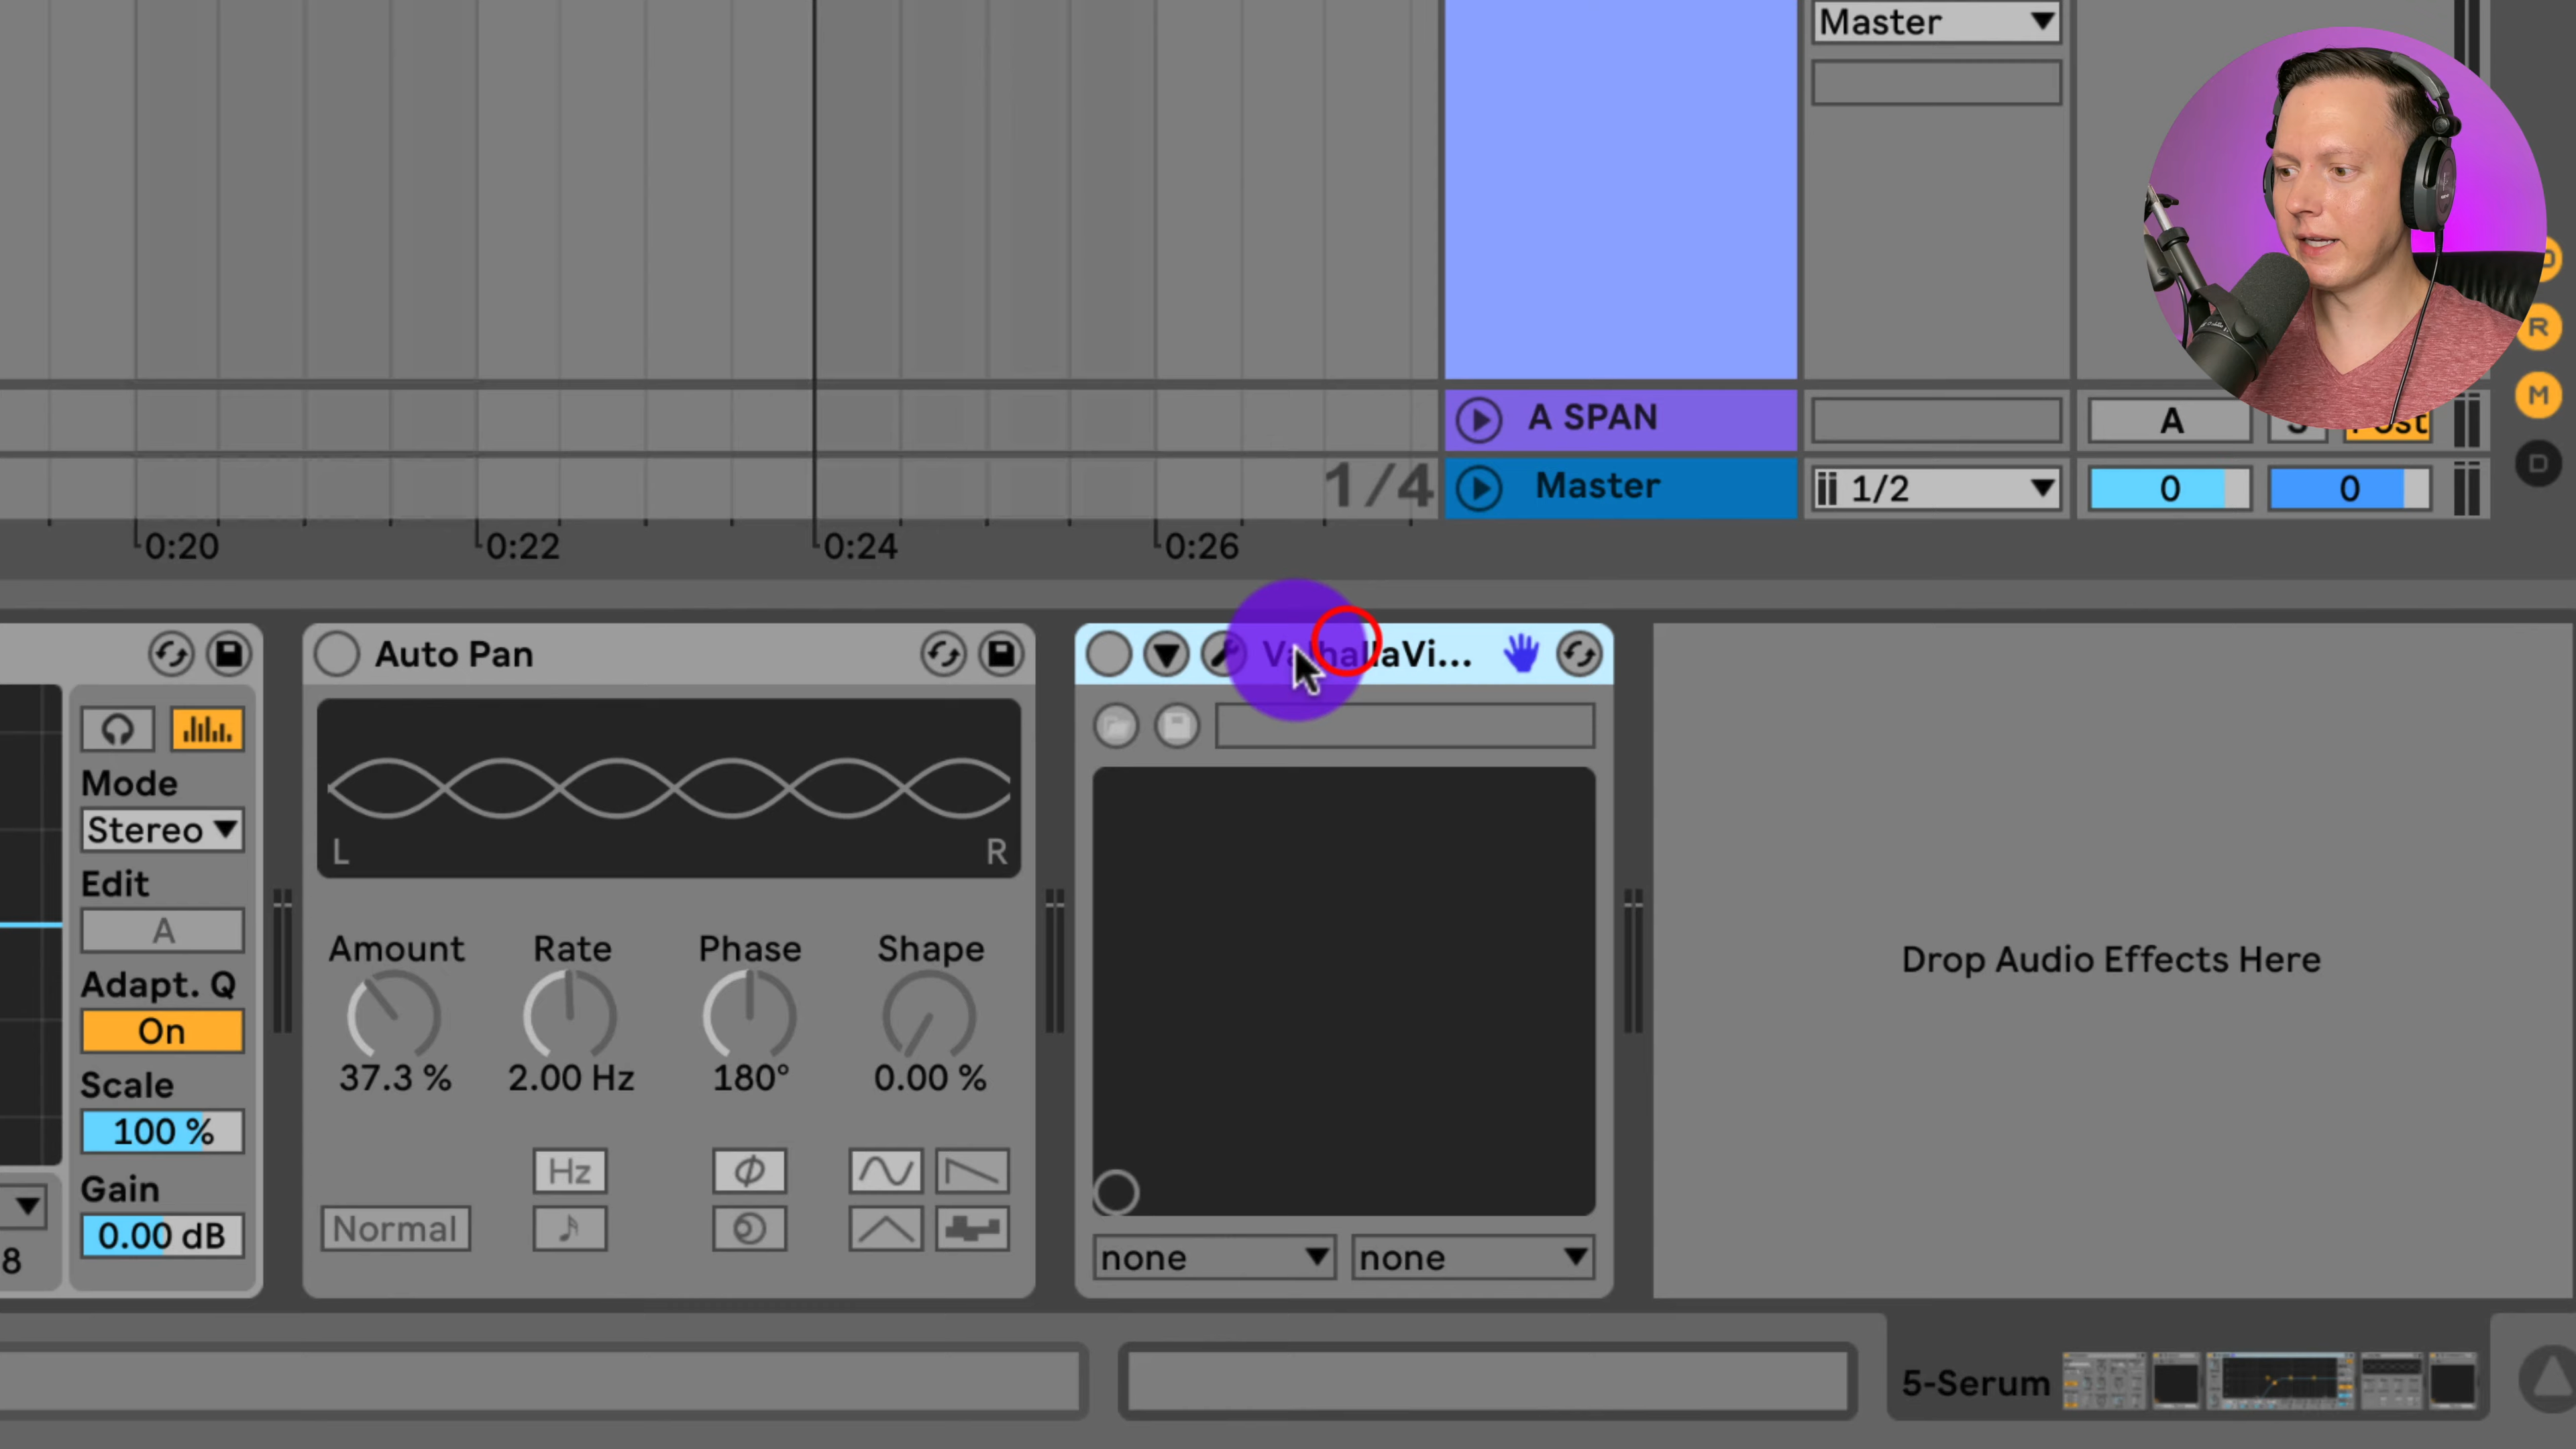 Master
A SPAN
A
S
Post
R
M
D
1/4
Master
1/2
0
0
0:20
0:22
0:24
0:26
Auto Pan
ValhallaVi...
Mode
Stereo
L
R
Edit
A
Amount
Rate
Phase
Shape
Drop Audio Effects Here
Adapt. Q
On
37.3 %
2.00 Hz
180°
0.00 %
Scale
100 %
Hz
Gain
Normal
0.00 dB
8
none
none
5-Serum